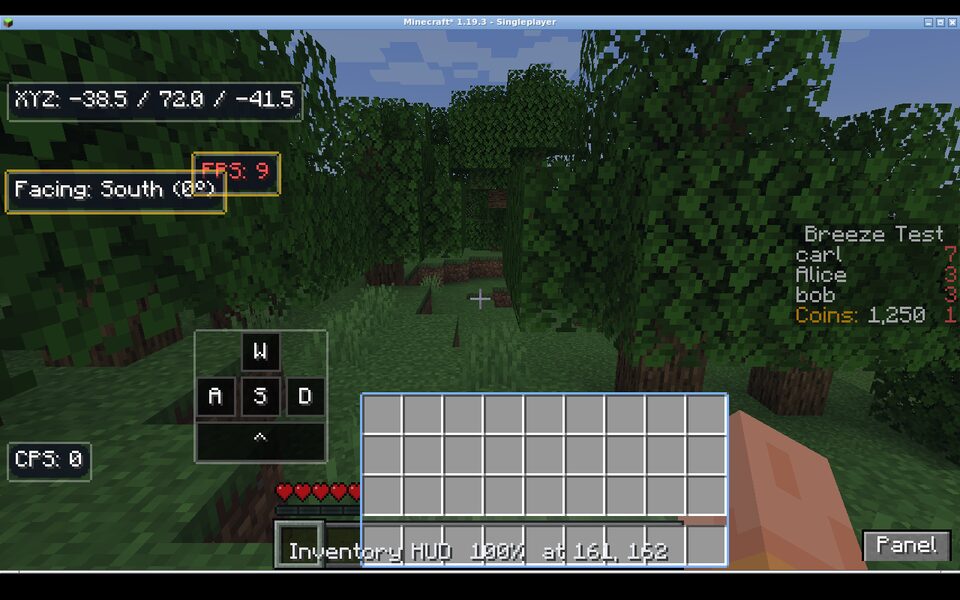 Minecraft* 1.19.3 - Singleplayer
XYZ: -38.5 / 72.0 / -41.5
FPS: 9
Facing: South (0°)
Breeze Test
carl 7
Alice 3
bob 3
Coins: 1,250 1
W
A S D
^
CPS: 0
Inventory HUD 100% at 161, 162
Panel